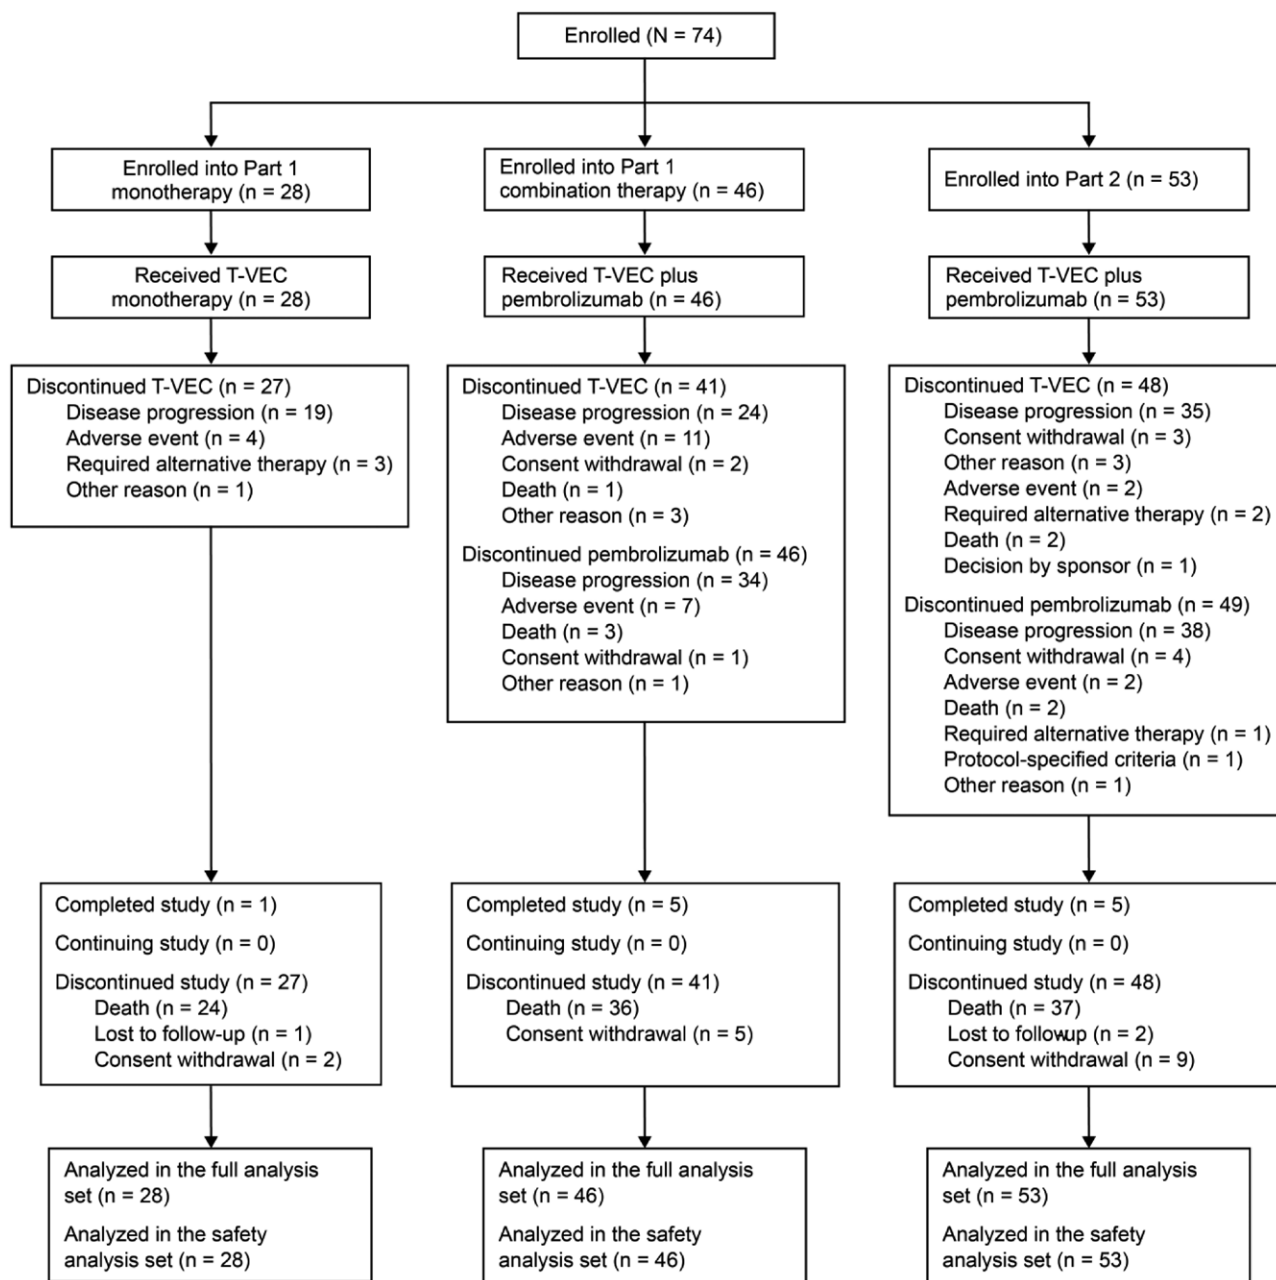 Enrolled (N = 74)
Enrolled into Part 1
monotherapy (n = 28)
Received T-VEC
monotherapy (n = 28)
Discontinued T-VEC (n = 27)
Disease progression (n = 19)
Adverse event (n = 4)
Required alternative therapy (n = 3)
Other reason (n = 1)
Completed study (n = 1)
Continuing study (n = 0)
Discontinued study (n = 27)
Death (n = 24)
Lost to follow-up (n = 1)
Consent withdrawal (n = 2)
Analyzed in the full analysis
set (n = 28)
Analyzed in the safety
analysis set (n = 28)
Enrolled into Part 1
combination therapy (n = 46)
Received T-VEC plus
pembrolizumab (n = 46)
Discontinued T-VEC (n = 41)
Disease progression (n = 24)
Adverse event (n = 11)
Consent withdrawal (n = 2)
Death (n = 1)
Other reason (n = 3)
Discontinued pembrolizumab (n = 46)
Disease progression (n = 34)
Adverse event (n = 7)
Death (n = 3)
Consent withdrawal (n = 1)
Other reason (n = 1)
Completed study (n = 5)
Continuing study (n = 0)
Discontinued study (n = 41)
Death (n = 36)
Consent withdrawal (n = 5)
Analyzed in the full analysis
set (n = 46)
Analyzed in the safety
analysis set (n = 46)
Enrolled into Part 2 (n = 53)
Received T-VEC plus
pembrolizumab (n = 53)
Discontinued T-VEC (n = 48)
Disease progression (n = 35)
Consent withdrawal (n = 3)
Other reason (n = 3)
Adverse event (n = 2)
Required alternative therapy (n = 2)
Death (n = 2)
Decision by sponsor (n = 1)
Discontinued pembrolizumab (n = 49)
Disease progression (n = 38)
Consent withdrawal (n = 4)
Adverse event (n = 2)
Death (n = 2)
Required alternative therapy (n = 1)
Protocol-specified criteria (n = 1)
Other reason (n = 1)
Completed study (n = 5)
Continuing study (n = 0)
Discontinued study (n = 48)
Death (n = 37)
Lost to follow-up (n = 2)
Consent withdrawal (n = 9)
Analyzed in the full analysis
set (n = 53)
Analyzed in the safety
analysis set (n = 53)